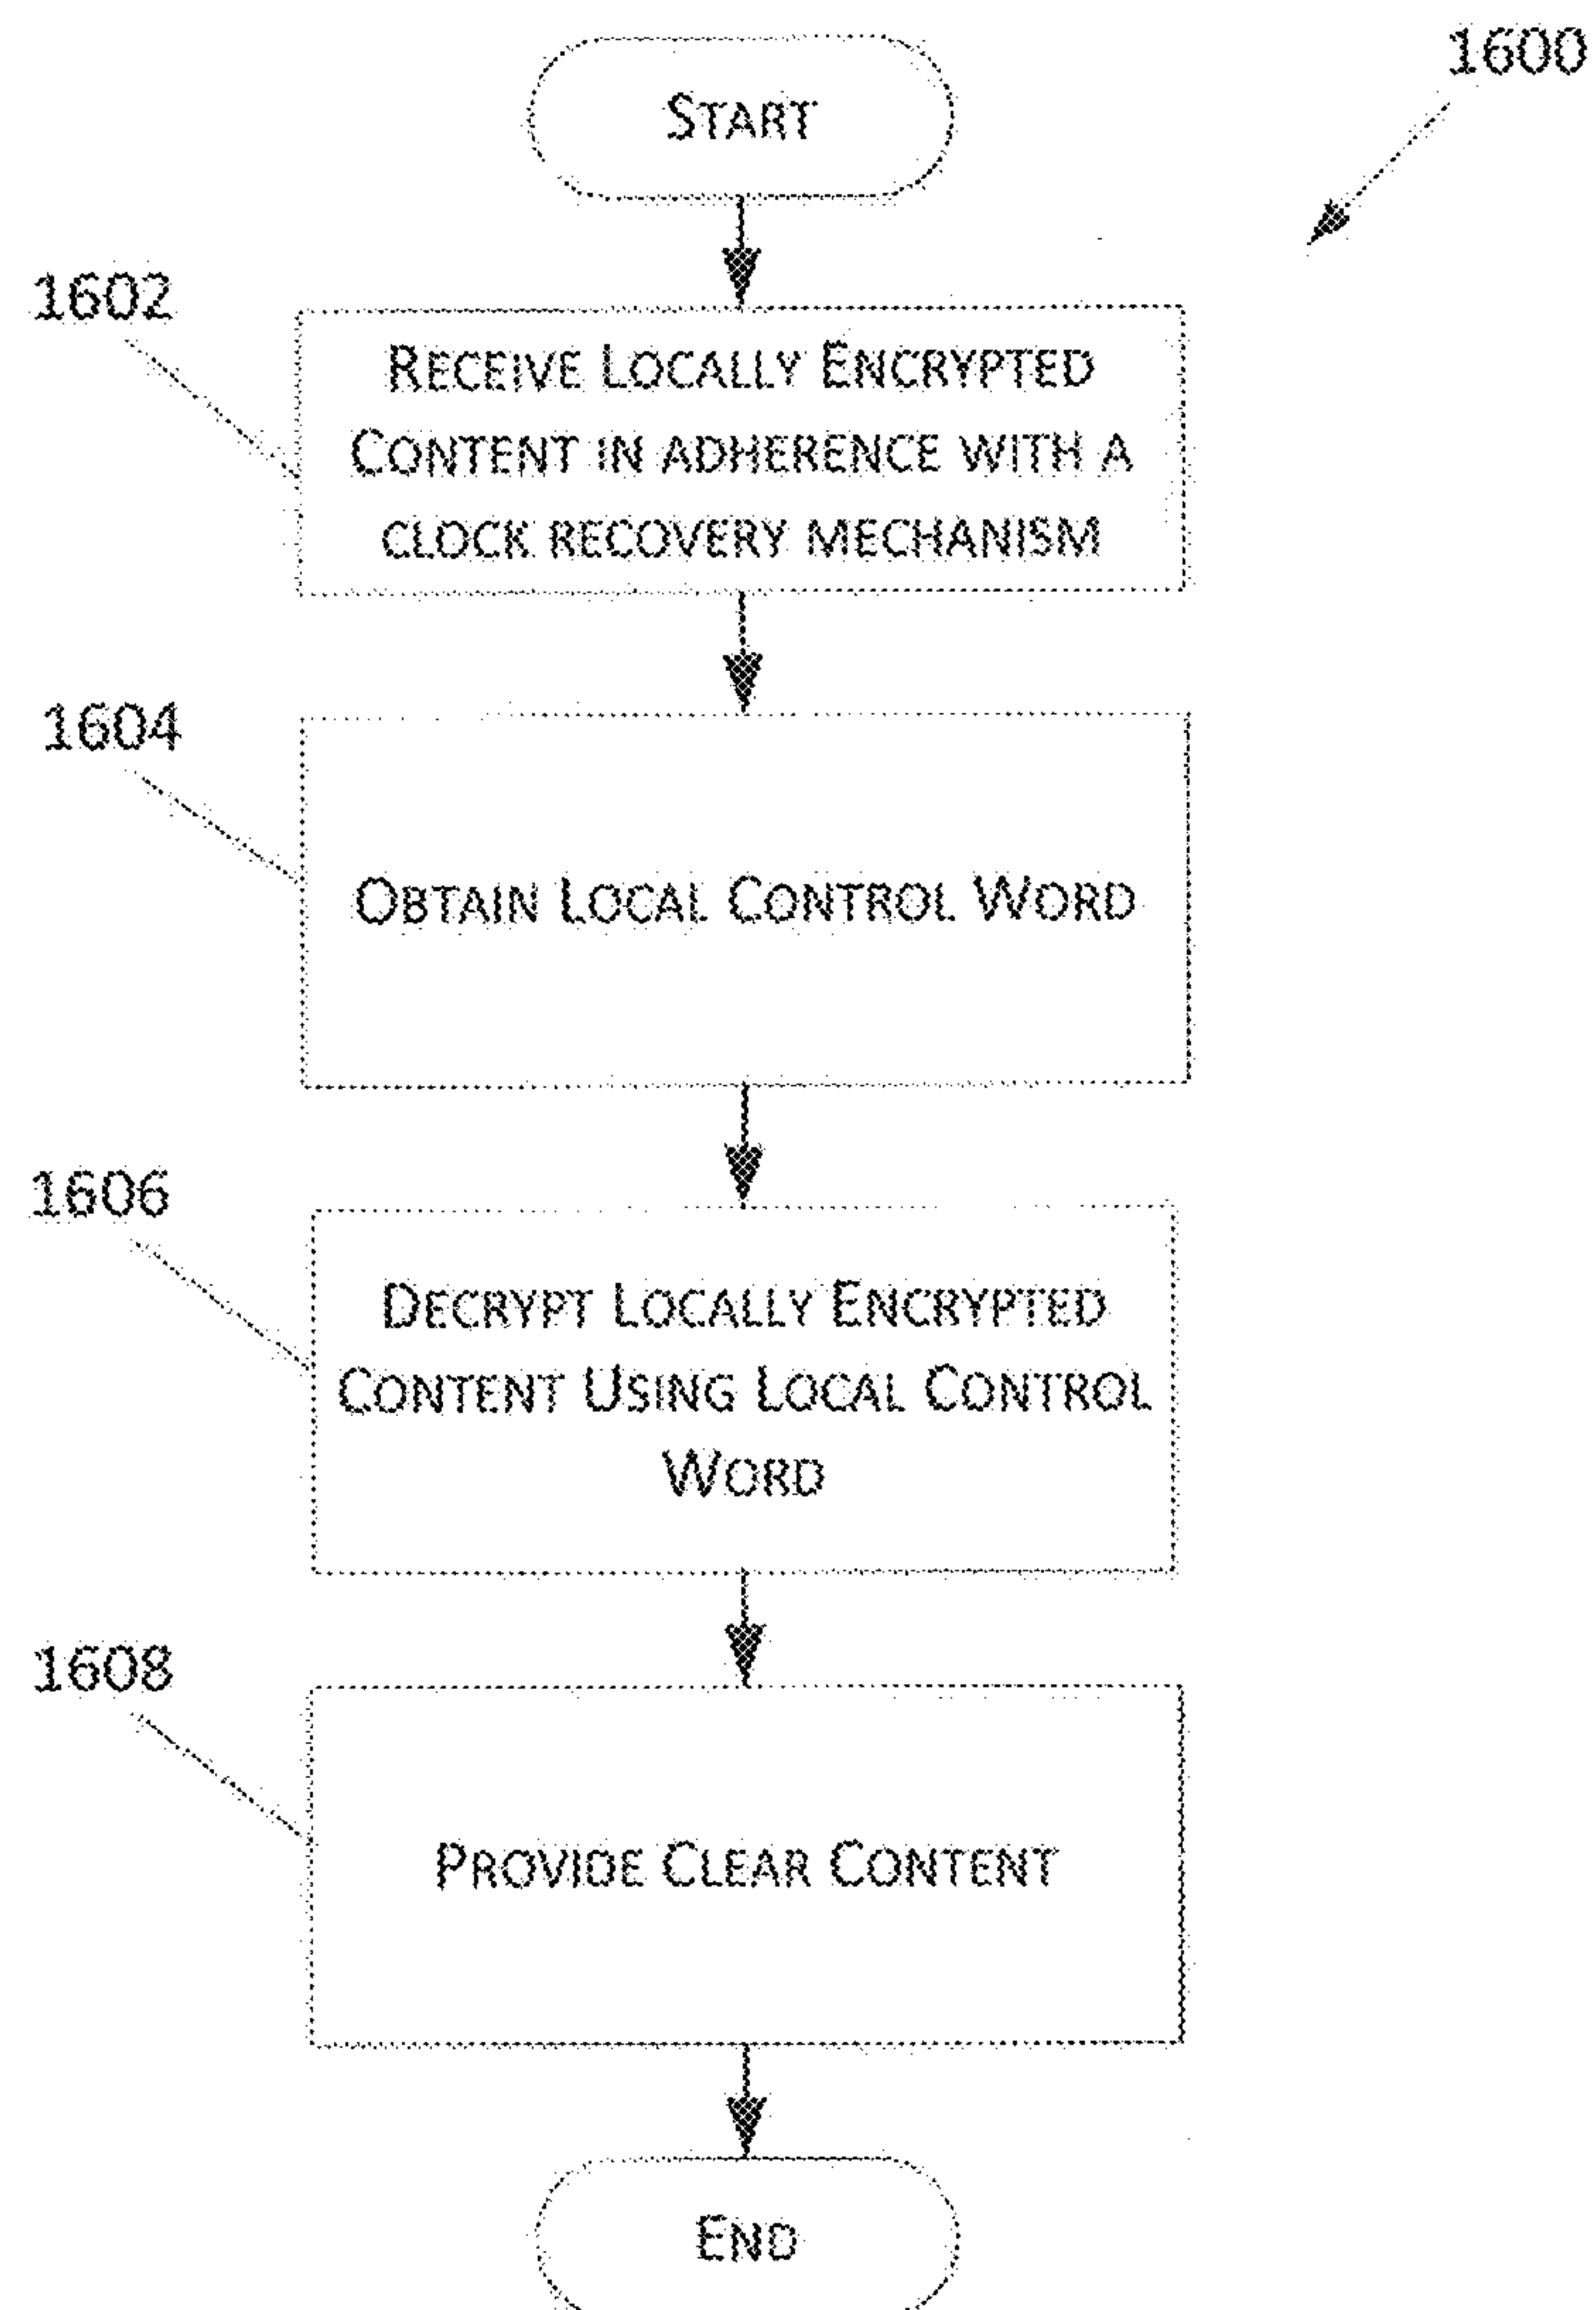 START
1600
1602
RECEIVE LOCALLY ENCRYPTED
CONTENT IN ADHERENCE WITH A
CLOCK RECOVERY MECHANISM
1604
OBTAIN LOCAL CONTROL WORD
1606
DECRYPT LOCALLY ENCRYPTED
CONTENT USING LOCAL CONTROL
WORD
1608
PROVIDE CLEAR CONTENT
END